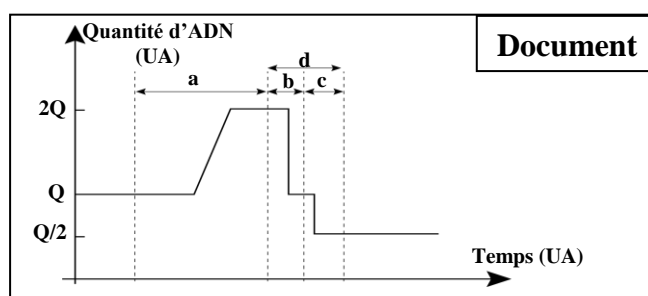 Quantité d’ADN
(UA)
Document
d
a
b
c
2Q
Q
Q/2
Temps (UA)